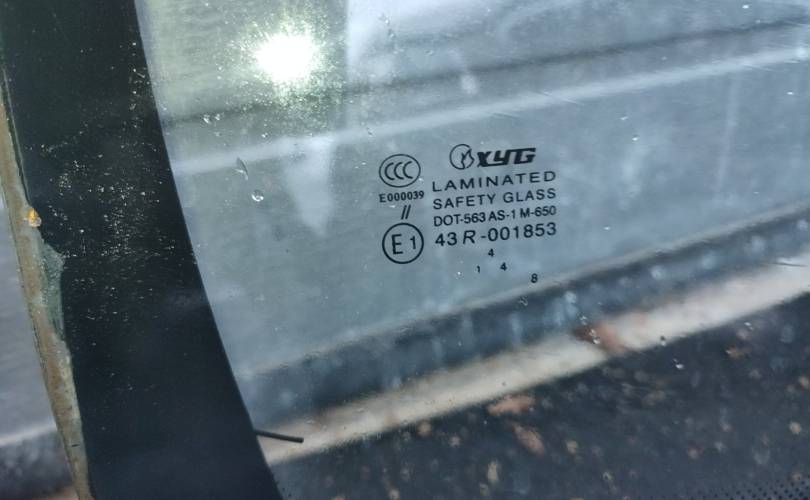 XYG
CCC
E000039
//
LAMINATED
SAFETY GLASS
DOT-563 AS-1 M-650
E1
43 R-001853
4
1 4 8